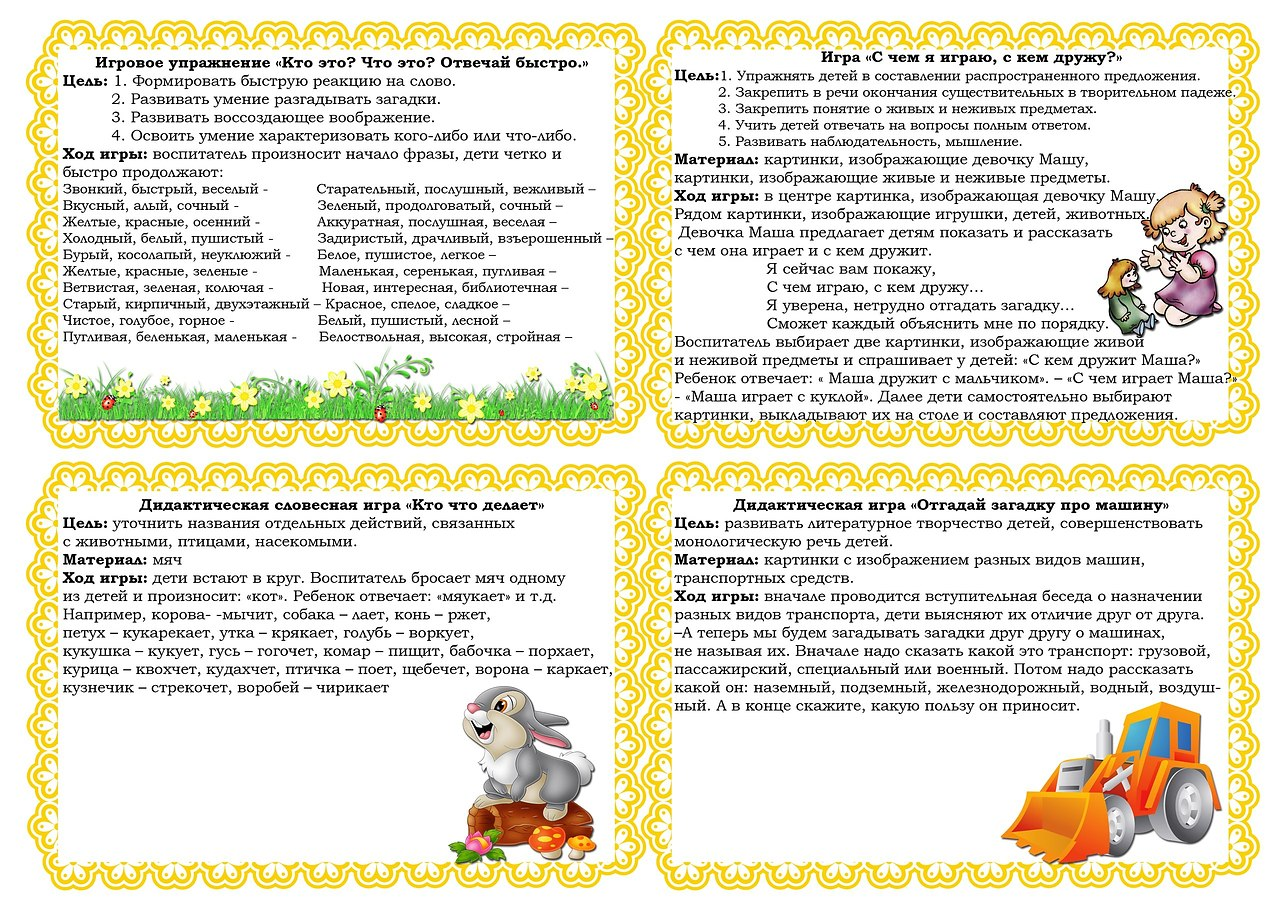 Игровое упражнение «Кто это? Что это? Отвечай быстро.»
Цель: 1. Формировать быструю реакцию на слово.
2. Развивать умение разгадывать загадки.
3. Развивать воссоздающее воображение.
4. Освоить умение характеризовать кого-либо или что-либо.
Ход игры: воспитатель произносит начало фразы, дети четко и
быстро продолжают:
Звонкий, быстрый, веселый - Старательный, послушный, вежливый –
Вкусный, алый, сочный - Зеленый, продолговатый, сочный –
Желтые, красные, осенний - Аккуратная, послушная, веселая –
Холодный, белый, пушистый - Задиристый, драчливый, взъерошенный –
Бурый, косолапый, неуклюжий - Белое, пушистое, легкое –
Желтые, красные, зеленые - Маленькая, серенькая, пугливая –
Ветвистая, зеленая, колючая - Новая, интересная, библиотечная –
Старый, кирпичный, двухэтажный – Красное, спелое, сладкое –
Чистое, голубое, горное - Белый, пушистый, лесной –
Пугливая, беленькая, маленькая - Белоствольная, высокая, стройная –
Игра «С чем я играю, с кем дружу?»
Цель:1. Упражнять детей в составлении распространенного предложения.
2. Закрепить в речи окончания существительных в творительном падеже.
3. Закрепить понятие о живых и неживых предметах.
4. Учить детей отвечать на вопросы полным ответом.
5. Развивать наблюдательность, мышление.
Материал: картинки, изображающие девочку Машу,
картинки, изображающие живые и неживые предметы.
Ход игры: в центре картинка, изображающая девочку Машу.
Рядом картинки, изображающие игрушки, детей, животных.
Девочка Маша предлагает детям показать и рассказать
с чем она играет и с кем дружит.
Я сейчас вам покажу,
С чем играю, с кем дружу…
Я уверена, нетрудно отгадать загадку…
Сможет каждый объяснить мне по порядку.
Воспитатель выбирает две картинки, изображающие живой
и неживой предметы и спрашивает у детей: «С кем дружит Маша?»
Ребенок отвечает: « Маша дружит с мальчиком». – «С чем играет Маша?»
- «Маша играет с куклой». Далее дети самостоятельно выбирают
картинки, выкладывают их на столе и составляют предложения.
Дидактическая словесная игра «Кто что делает»
Цель: уточнить названия отдельных действий, связанных
с животными, птицами, насекомыми.
Материал: мяч
Ход игры: дети встают в круг. Воспитатель бросает мяч одному
из детей и произносит: «кот». Ребенок отвечает: «мяукает» и т.д.
Например, корова- -мычит, собака – лает, конь – ржет,
петух – кукарекает, утка – крякает, голубь – воркует,
кукушка – кукует, гусь – гогочет, комар – пищит, бабочка – порхает,
курица – квохчет, кудахчет, птичка – поет, щебечет, ворона – каркает,
кузнечик – стрекочет, воробей – чирикает
Дидактическая игра «Отгадай загадку про машину»
Цель: развивать литературное творчество детей, совершенствовать
монологическую речь детей.
Материал: картинки с изображением разных видов машин,
транспортных средств.
Ход игры: вначале проводится вступительная беседа о назначении
разных видов транспорта, дети выясняют их отличие друг от друга.
–А теперь мы будем загадывать загадки друг другу о машинах,
не называя их. Вначале надо сказать какой это транспорт: грузовой,
пассажирский, специальный или военный. Потом надо рассказать
какой он: наземный, подземный, железнодорожный, водный, воздуш-
ный. А в конце скажите, какую пользу он приносит.